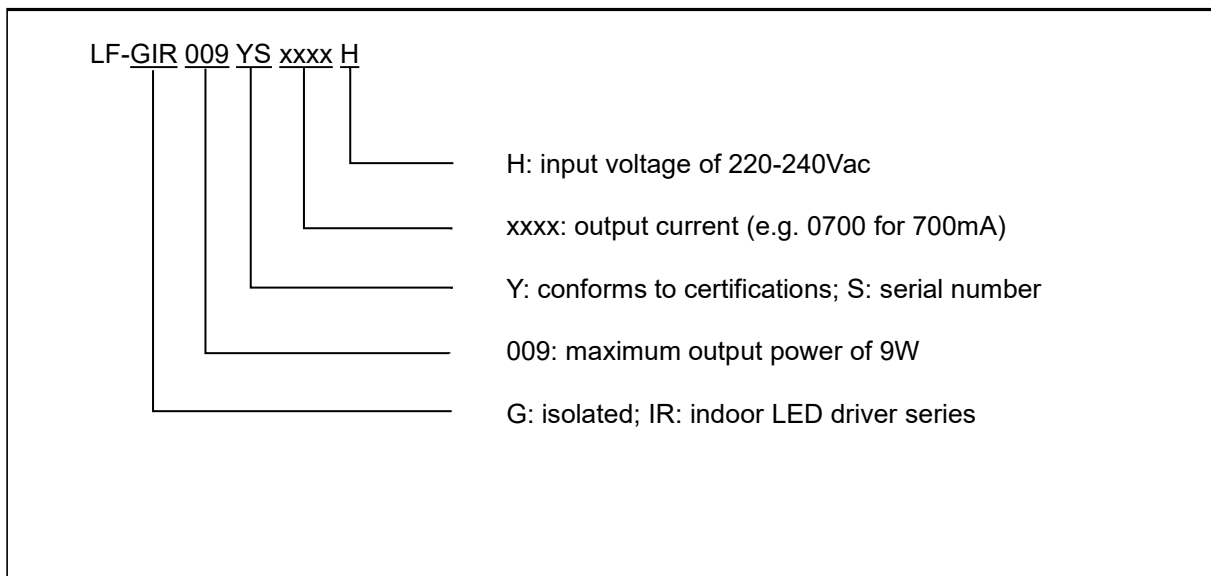 LF-GIR 009 YS xxxx H
H: input voltage of 220-240Vac
xxxx: output current (e.g. 0700 for 700mA)
Y: conforms to certifications; S: serial number
009: maximum output power of 9W
G: isolated; IR: indoor LED driver series